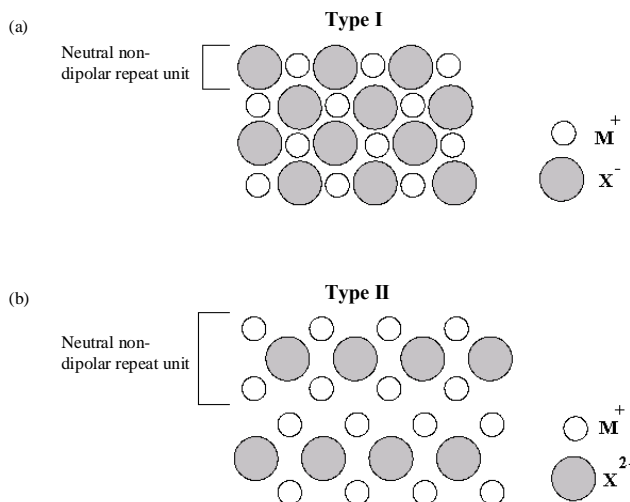 Type I
(a)
Neutral non-
dipolar repeat unit
M+
X-
Type II
(b)
Neutral non-
dipolar repeat unit
M+
X2-